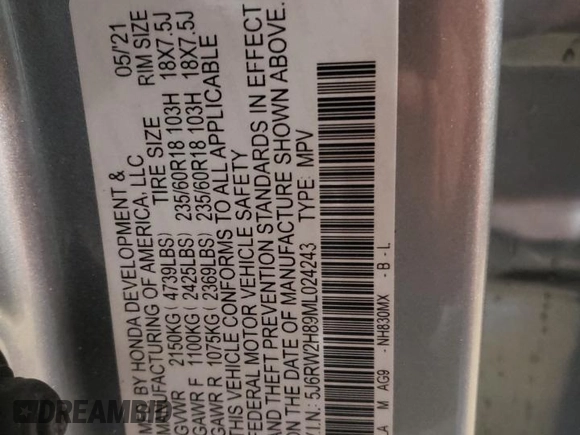 MFD BY HONDA DEVELOPMENT & 05/'21
MANUFACTURING OF AMERICA, LLC
TIRE SIZE RIM SIZE
GVWR 2150KG ( 4739LBS)
GAWR F 1100KG ( 2425LBS) 235/60R18 103H 18X7.5J
GAWR R 1075KG ( 2369LBS) 235/60R18 103H 18X7.5J
THIS VEHICLE CONFORMS TO ALL APPLICABLE
FEDERAL MOTOR VEHICLE SAFETY
AND THEFT PREVENTION STANDARDS IN EFFECT
ON THE DATE OF MANUFACTURE SHOWN ABOVE.
V.I.N: 5J6RW2H89ML024243 TYPE: MPV
LA M AG9 - NH830MX - B - L
DREAMBID